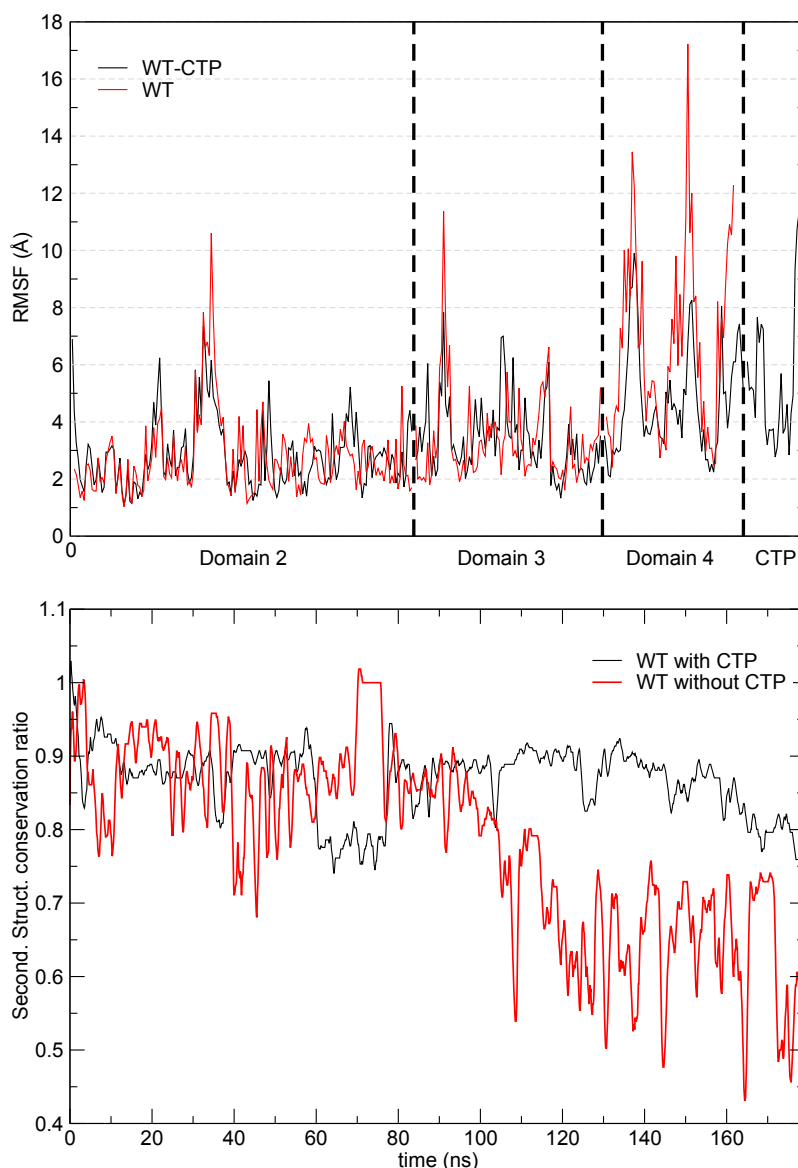 18
16
14
12
10
8
6
4
2
0
RMSF (Å)
WT-CTP
WT
0
Domain 2
Domain 3
Domain 4
CTP
1.1
1
0.9
0.8
0.7
0.6
0.5
0.4
Second. Struct. conservation ratio
WT with CTP
WT without CTP
0 20 40 60 80 100 120 140 160
time (ns)